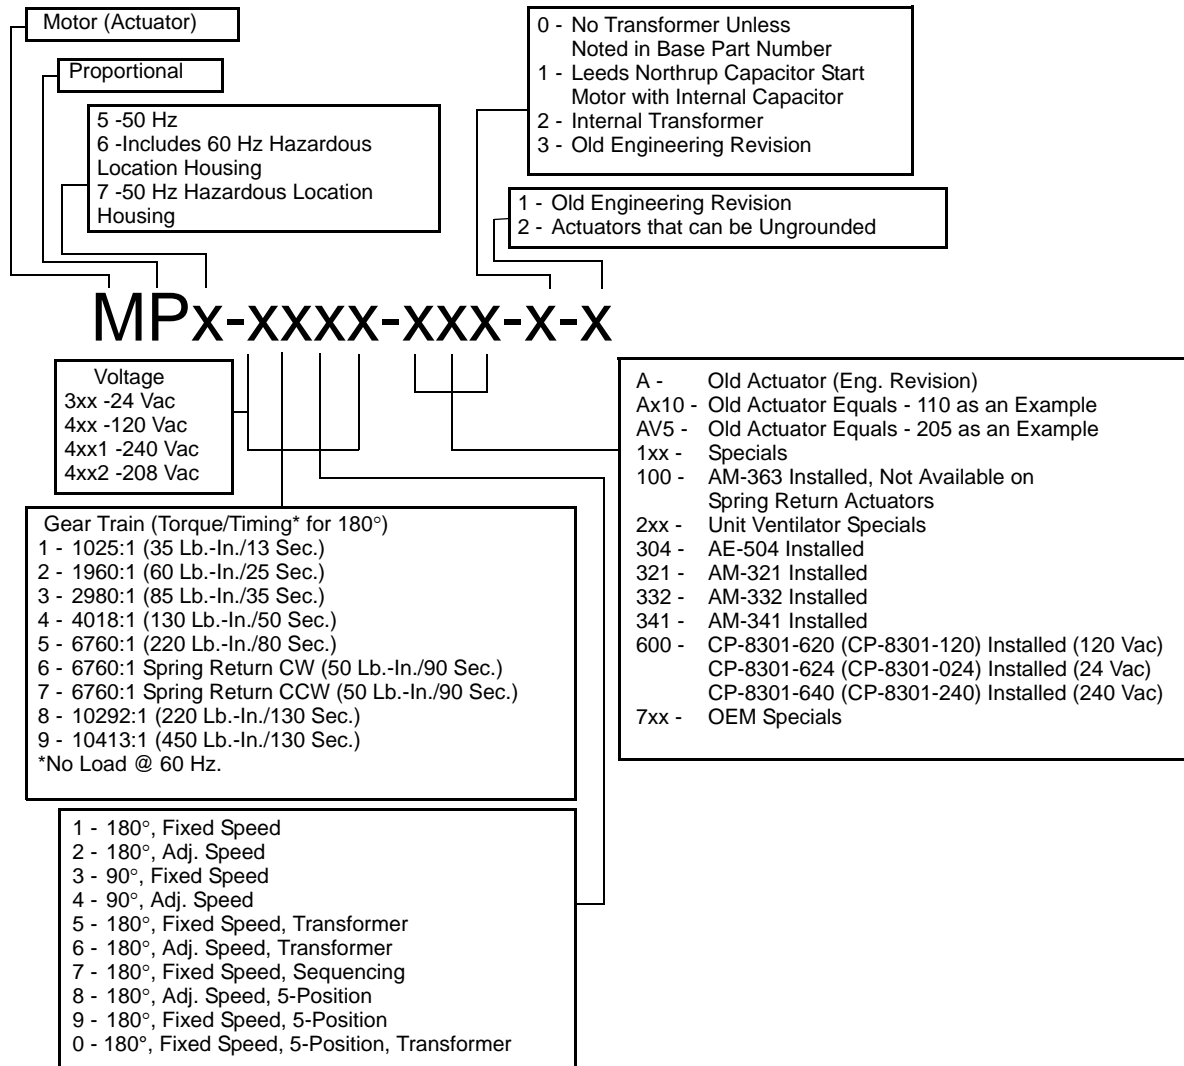 Motor (Actuator)
Proportional
5 -50 Hz
6 -Includes 60 Hz Hazardous
Location Housing
7 -50 Hz Hazardous Location
Housing
0 - No Transformer Unless
Noted in Base Part Number
1 - Leeds Northrup Capacitor Start
Motor with Internal Capacitor
2 - Internal Transformer
3 - Old Engineering Revision
1 - Old Engineering Revision
2 - Actuators that can be Ungrounded
MPx-xxxx-xxx-x-x
Voltage
3xx -24 Vac
4xx -120 Vac
4xx1 -240 Vac
4xx2 -208 Vac
A - Old Actuator (Eng. Revision)
Ax10 - Old Actuator Equals - 110 as an Example
AV5 - Old Actuator Equals - 205 as an Example
1xx - Specials
100 - AM-363 Installed, Not Available on
Spring Return Actuators
2xx - Unit Ventilator Specials
304 - AE-504 Installed
321 - AM-321 Installed
332 - AM-332 Installed
341 - AM-341 Installed
600 - CP-8301-620 (CP-8301-120) Installed (120 Vac)
CP-8301-624 (CP-8301-024) Installed (24 Vac)
CP-8301-640 (CP-8301-240) Installed (240 Vac)
7xx - OEM Specials
Gear Train (Torque/Timing* for 180°)
1 - 1025:1 (35 Lb.-In./13 Sec.)
2 - 1960:1 (60 Lb.-In./25 Sec.)
3 - 2980:1 (85 Lb.-In./35 Sec.)
4 - 4018:1 (130 Lb.-In./50 Sec.)
5 - 6760:1 (220 Lb.-In./80 Sec.)
6 - 6760:1 Spring Return CW (50 Lb.-In./90 Sec.)
7 - 6760:1 Spring Return CCW (50 Lb.-In./90 Sec.)
8 - 10292:1 (220 Lb.-In./130 Sec.)
9 - 10413:1 (450 Lb.-In./130 Sec.)
*No Load @ 60 Hz.
1 - 180°, Fixed Speed
2 - 180°, Adj. Speed
3 - 90°, Fixed Speed
4 - 90°, Adj. Speed
5 - 180°, Fixed Speed, Transformer
6 - 180°, Adj. Speed, Transformer
7 - 180°, Fixed Speed, Sequencing
8 - 180°, Adj. Speed, 5-Position
9 - 180°, Fixed Speed, 5-Position
0 - 180°, Fixed Speed, 5-Position, Transformer